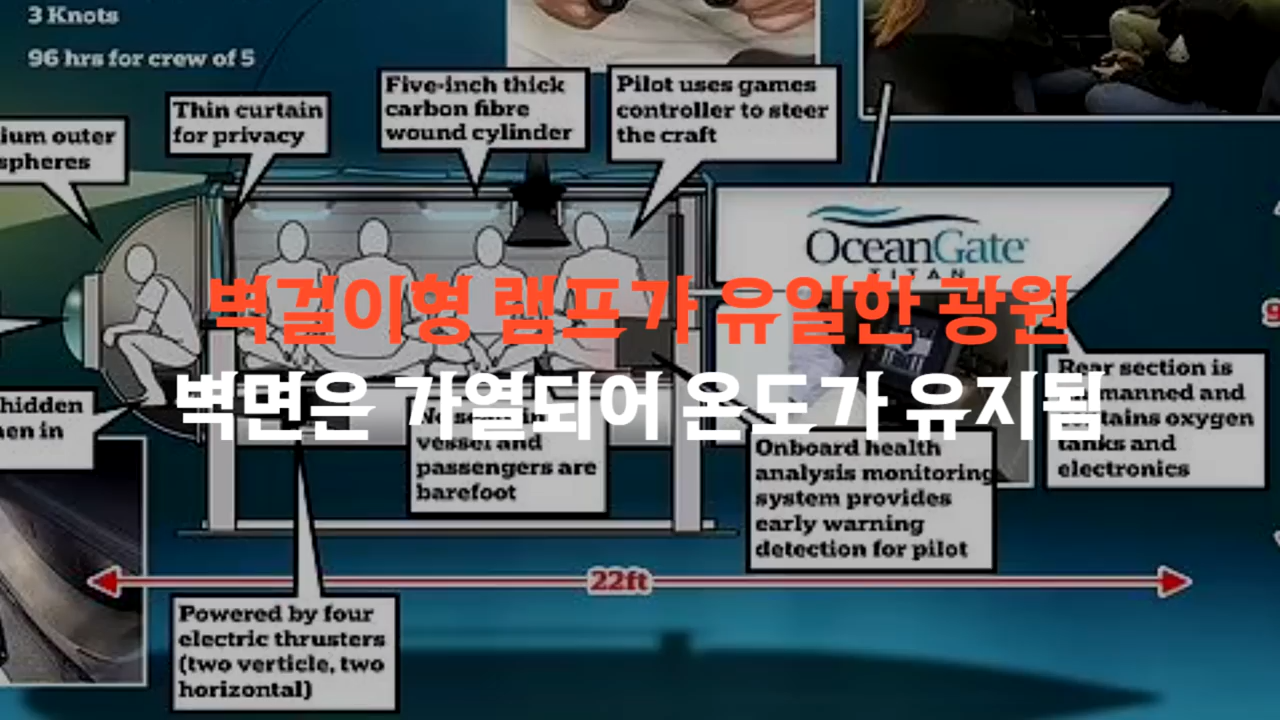 3 Knots
96 hrs for crew of 5
Thin curtain
for privacy
Five-inch thick
carbon fibre
wound cylinder
Pilot uses games
controller to steer
the craft
outer
spheres
OceanGate
TITAN
벽걸이형 램프가 유일한 광원
벽면은 가열되어 온도가 유지됨
hidden
in
Rear section is
and
oxygen
tanks and
electronics
vessel and
passengers are
barefoot
Onboard health
analysis monitoring
system provides
early warning
detection for pilot
22ft
Powered by four
electric thrusters
(two verticle, two
horizontal)